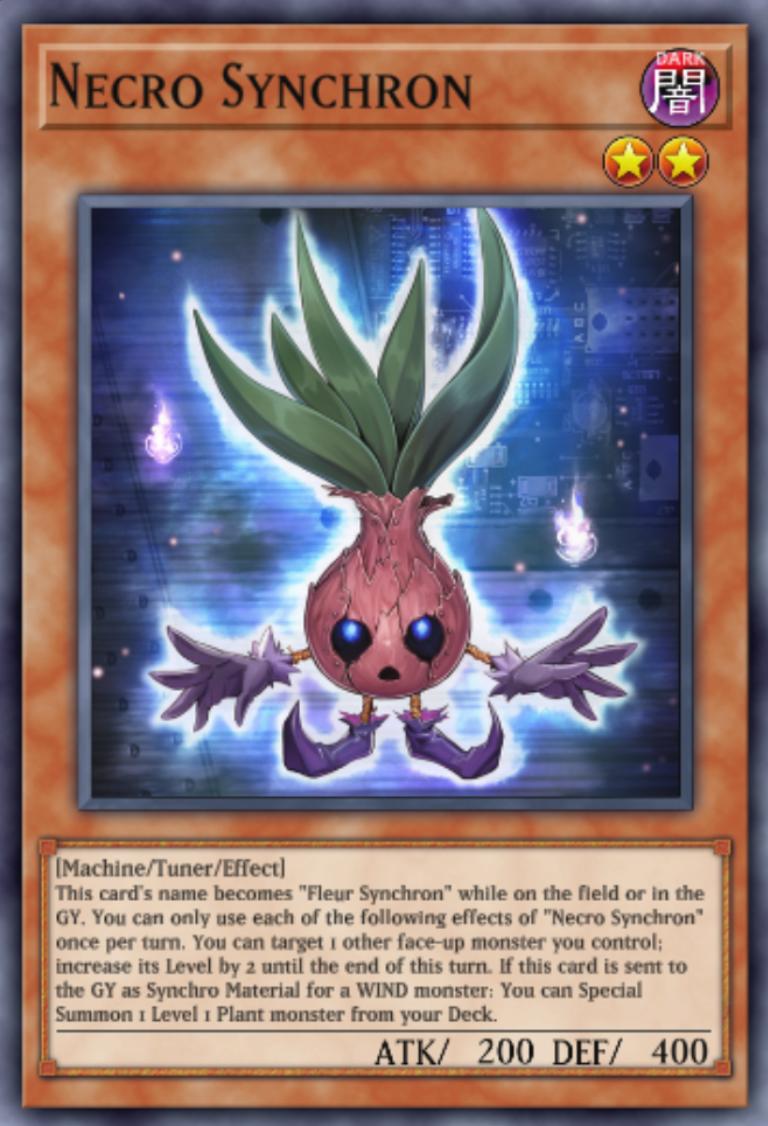 NECRO SYNCHRON
DARK
闇
A B C
[Machine/Tuner/Effect]
This card's name becomes "Fleur Synchron" while on the field or in the
GY. You can only use each of the following effects of "Necro Synchron"
once per turn. You can target 1 other face-up monster you control;
increase its Level by 2 until the end of this turn. If this card is sent to
the GY as Synchro Material for a WIND monster: You can Special
Summon 1 Level 1 Plant monster from your Deck.
ATK/ 200 DEF/ 400